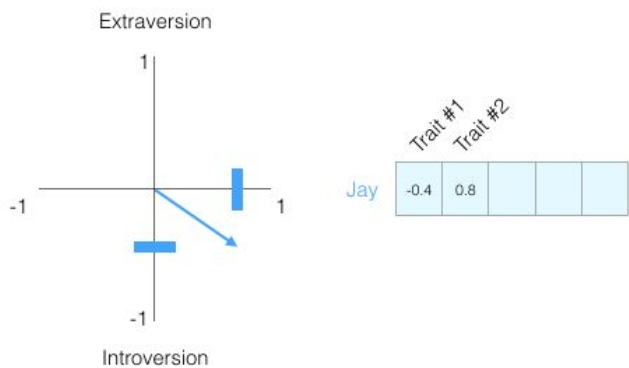 Extraversion
1
-1
1
-1
Introversion
Trait #1
Trait #2
Jay
-0.4
0.8